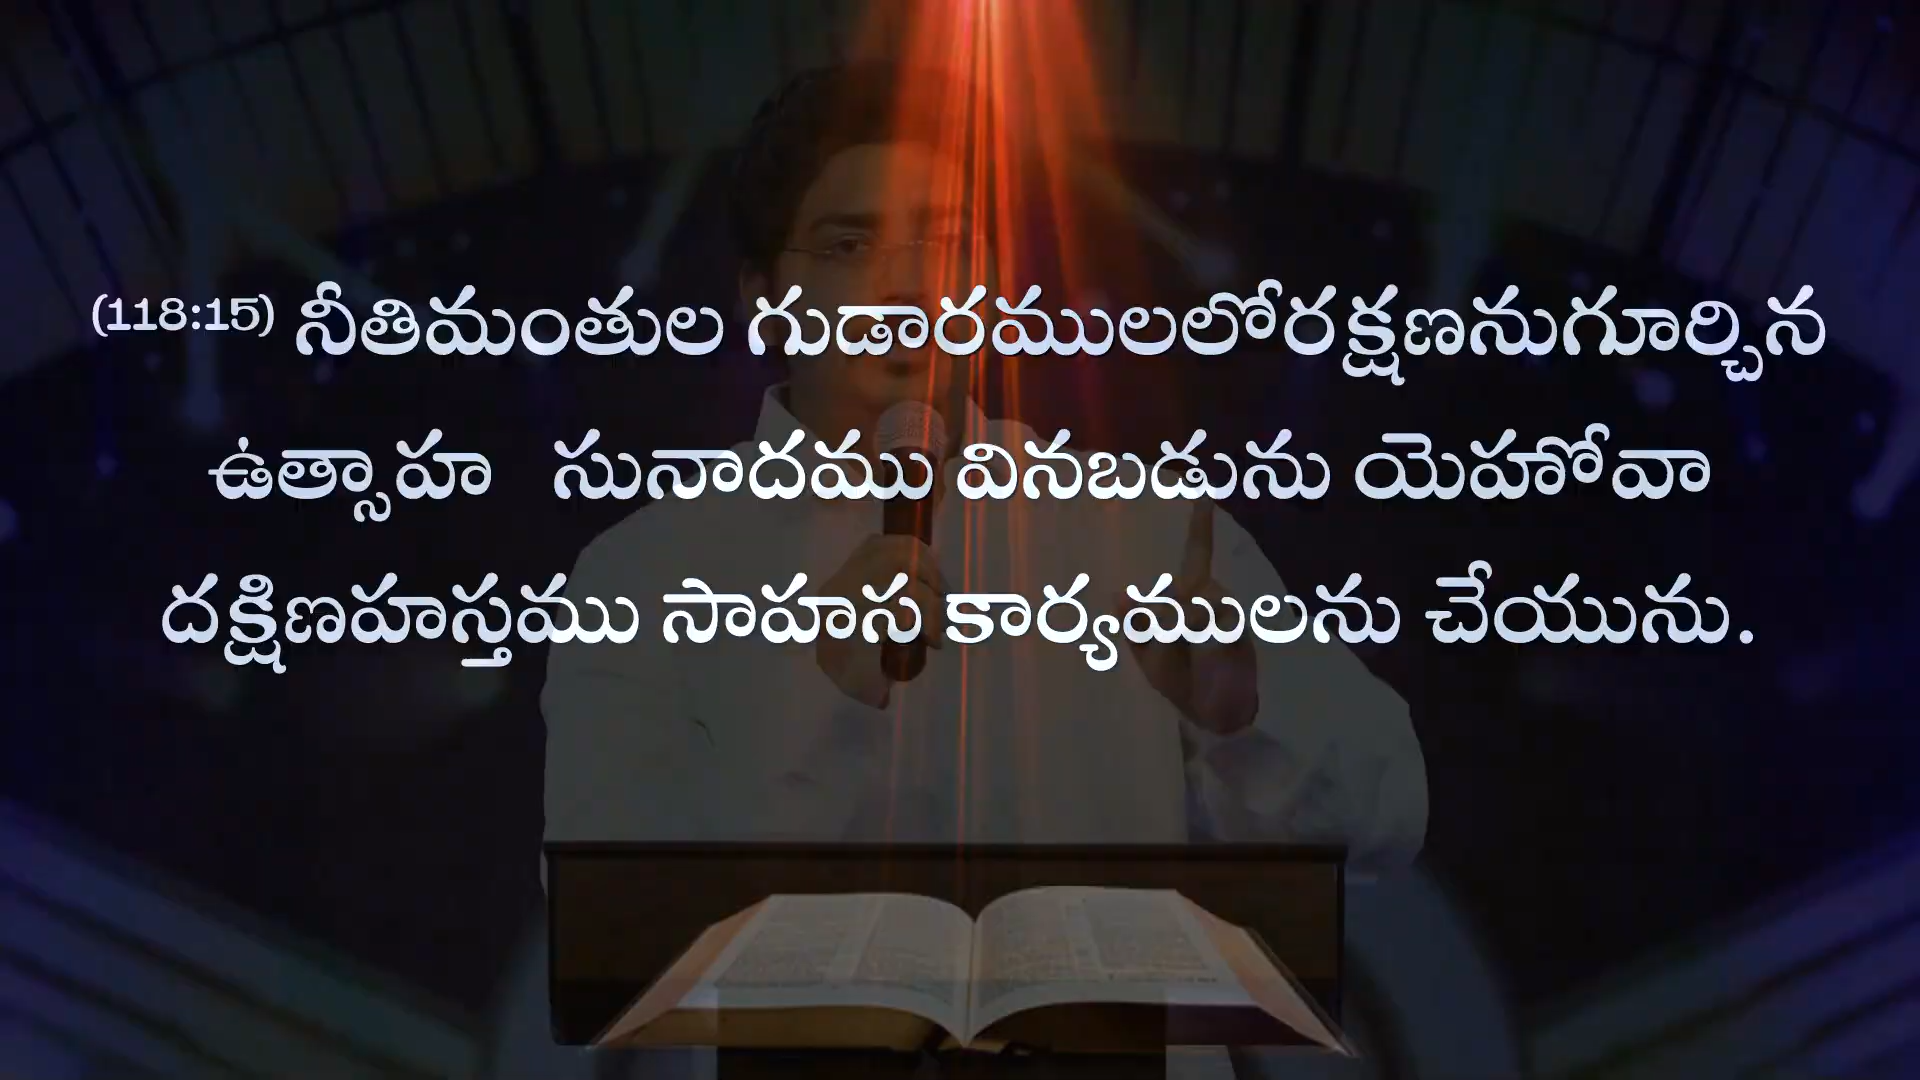 (118:15) నీతిమంతుల గుడారములలోరక్షణనుగూర్చిన
ఉత్సాహ సునాదము వినబడును యెహోవా
దక్షిణహస్తము సాహస కార్యములను చేయును.